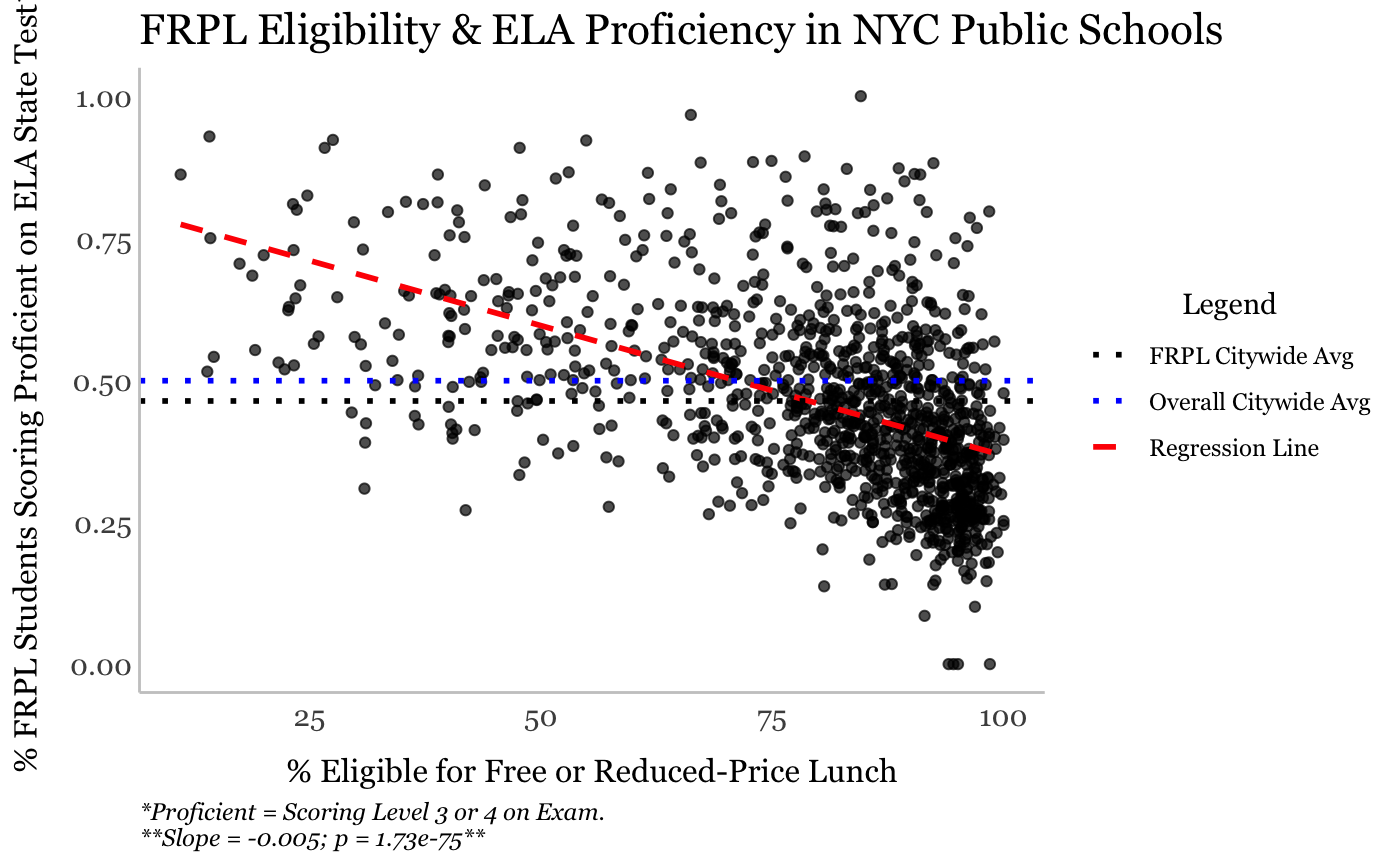 FRPL Eligibility & ELA Proficiency in NYC Public Schools
% FRPL Students Scoring Proficient on ELA State Test
1.00
0.75
0.50
0.25
0.00
25 50 75 100
% Eligible for Free or Reduced-Price Lunch
*Proficient = Scoring Level 3 or 4 on Exam.
**Slope = -0.005; p = 1.73e-75**
Legend
FRPL Citywide Avg
Overall Citywide Avg
Regression Line